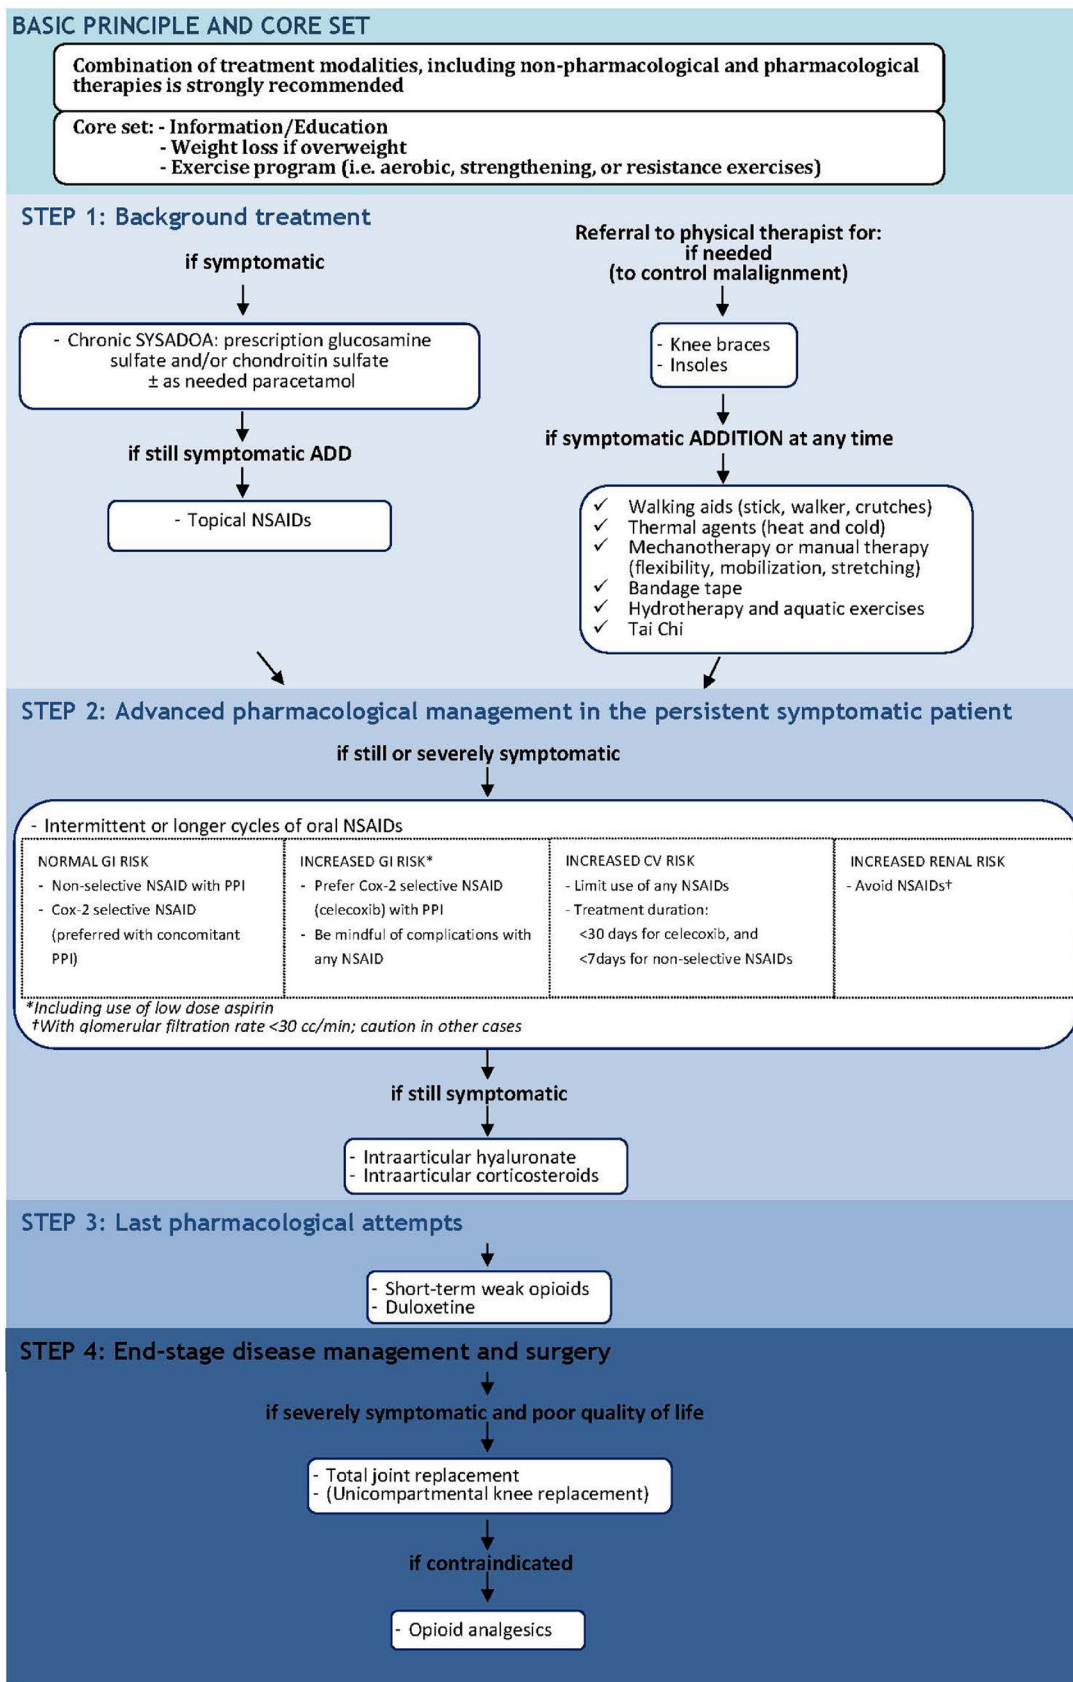 BASIC PRINCIPLE AND CORE SET
Combination of treatment modalities, including non-pharmacological and pharmacological
therapies is strongly recommended
Core set: - Information/Education
- Weight loss if overweight
- Exercise program (i.e. aerobic, strengthening, or resistance exercises)
STEP 1: Background treatment
if symptomatic
- Chronic SYSADOA: prescription glucosamine
sulfate and/or chondroitin sulfate
± as needed paracetamol
if still symptomatic ADD
- Topical NSAIDs
Referral to physical therapist for:
if needed
(to control malalignment)
- Knee braces
- Insoles
if symptomatic ADDITION at any time
✓ Walking aids (stick, walker, crutches)
✓ Thermal agents (heat and cold)
✓ Mechanotherapy or manual therapy
(flexibility, mobilization, stretching)
✓ Bandage tape
✓ Hydrotherapy and aquatic exercises
✓ Tai Chi
STEP 2: Advanced pharmacological management in the persistent symptomatic patient
if still or severely symptomatic
- Intermittent or longer cycles of oral NSAIDs
NORMAL GI RISK
- Non-selective NSAID with PPI
- Cox-2 selective NSAID
(preferred with concomitant
PPI)
INCREASED GI RISK*
- Prefer Cox-2 selective NSAID
(celecoxib) with PPI
- Be mindful of complications with
any NSAID
INCREASED CV RISK
- Limit use of any NSAIDs
- Treatment duration:
<30 days for celecoxib, and
<7days for non-selective NSAIDs
INCREASED RENAL RISK
- Avoid NSAIDs†
*Including use of low dose aspirin
†With glomerular filtration rate <30 cc/min; caution in other cases
if still symptomatic
- Intraarticular hyaluronate
- Intraarticular corticosteroids
STEP 3: Last pharmacological attempts
- Short-term weak opioids
- Duloxetine
STEP 4: End-stage disease management and surgery
if severely symptomatic and poor quality of life
- Total joint replacement
- (Unicompartmental knee replacement)
if contraindicated
- Opioid analgesics